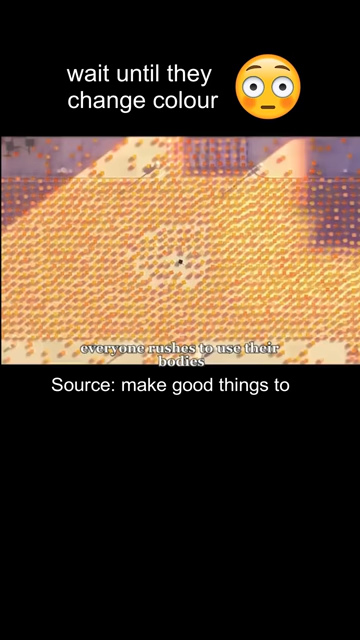 wait until they
change colour
everyone rushes to use their
bodies
Source: make good things to